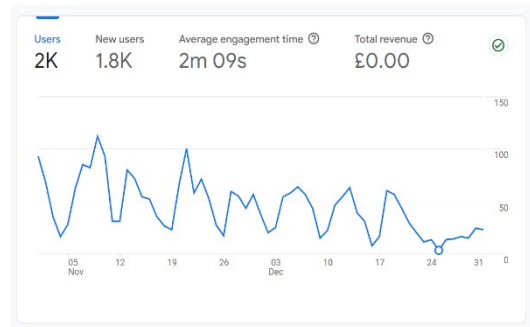 Users New users Average engagement time Total revenue
2K 1.8K 2m 09s £0.00
150
100
50
0
05 12 19 26 03 10 17 24 31
Nov Dec